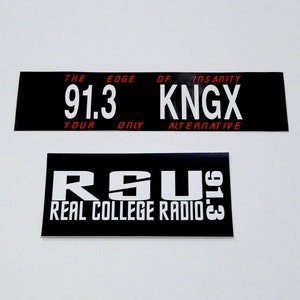 THE EDGE OF INSANITY
91.3 KNGX
YOUR ONLY ALTERNATIVE
RSU 91.3
REAL COLLEGE RADIO